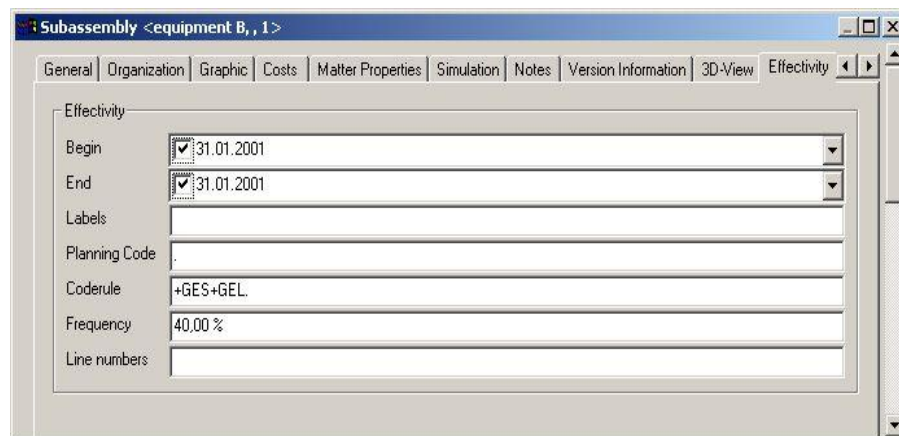 Subassembly <equipment B, , 1>
General Organization Graphic Costs Matter Properties Simulation Notes Version Information 3D-View Effectivity
Effectivity
Begin 31.01.2001
End 31.01.2001
Labels
Planning Code .
Coderule +GES+GEL.
Frequency 40,00 %
Line numbers